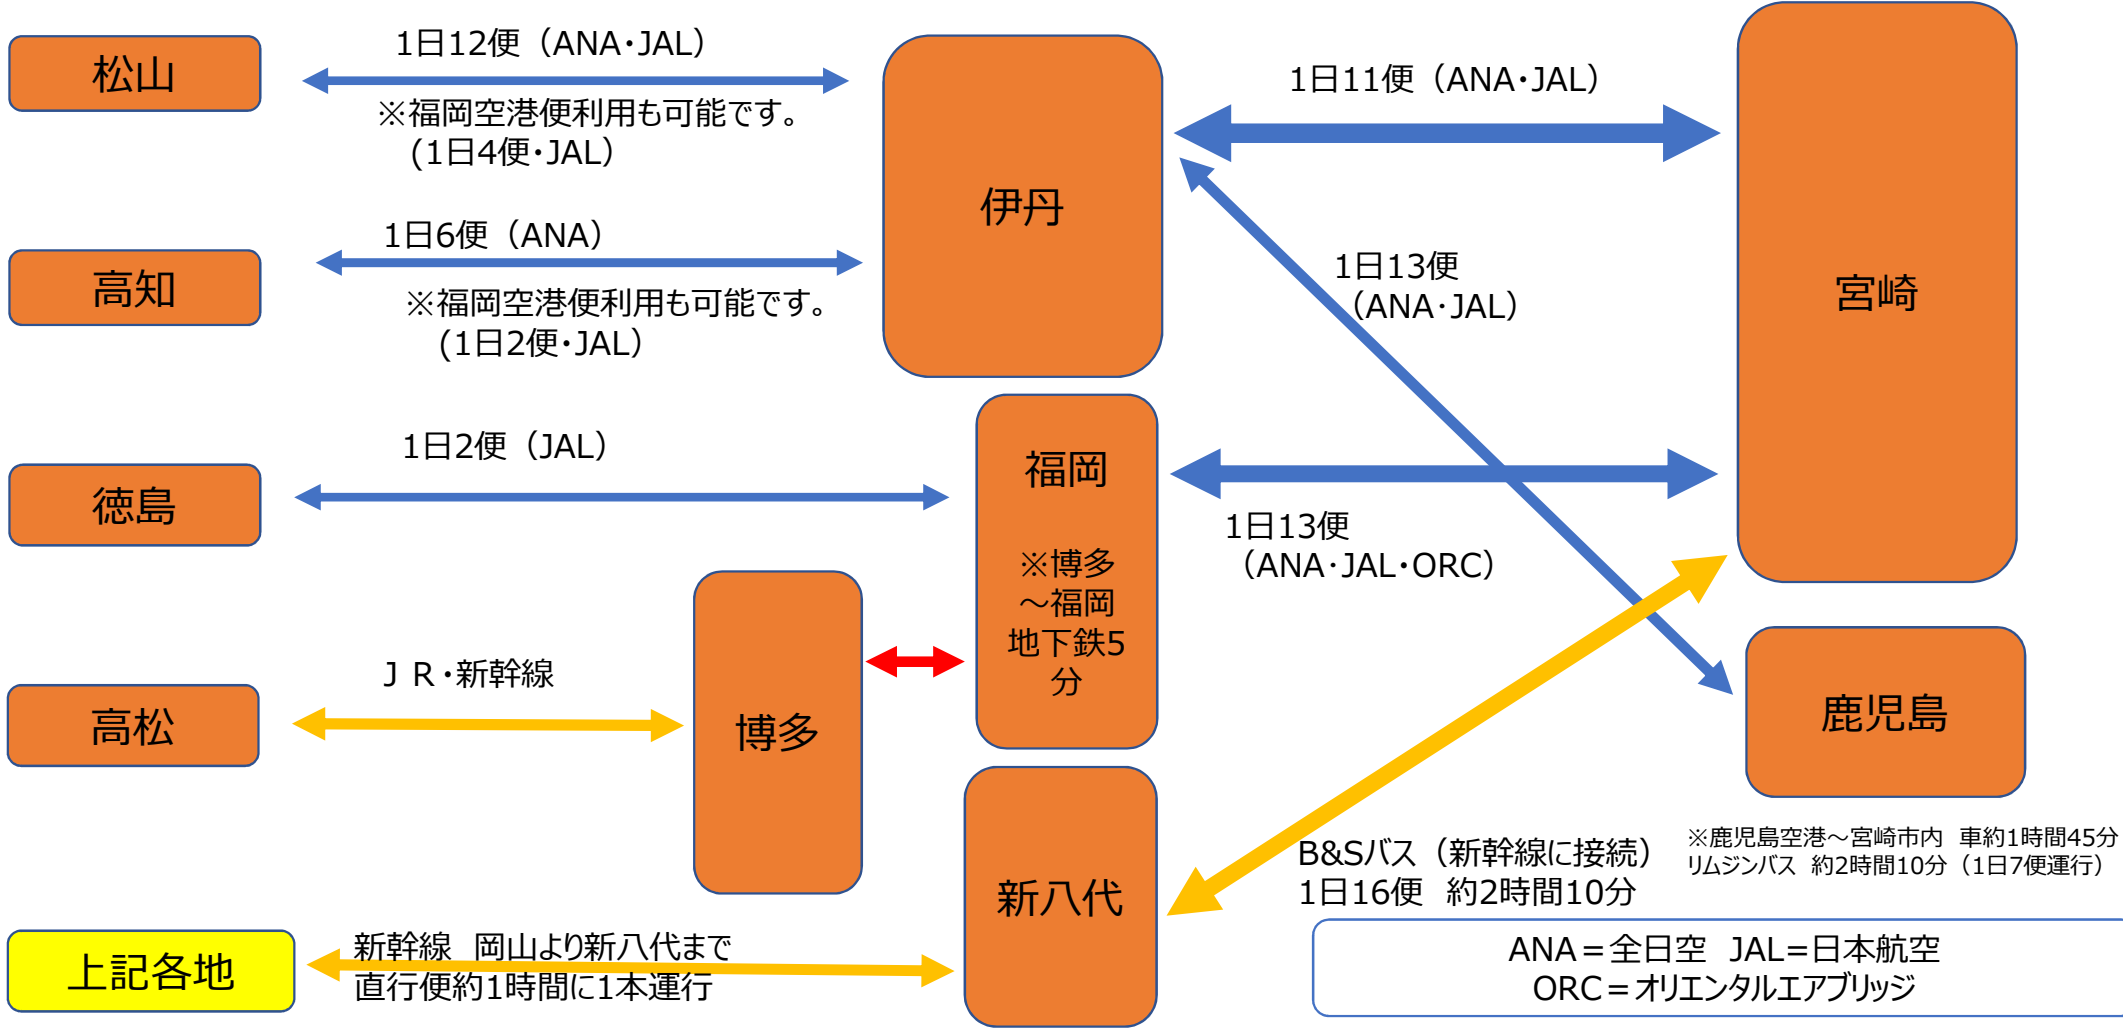 松山
1日12便（ANA・JAL）
※福岡空港便利用も可能です。
(1日4便・JAL）
伊丹
1日11便（ANA・JAL）
宮崎
高知
1日6便（ANA）
※福岡空港便利用も可能です。
(1日2便・JAL）
1日13便
（ANA・JAL）
徳島
1日2便（JAL）
福岡
※博多
～福岡
地下鉄5
分
1日13便
（ANA・JAL・ORC）
高松
ＪＲ・新幹線
博多
鹿児島
※鹿児島空港～宮崎市内　車約1時間45分
リムジンバス　約2時間10分（1日7便運行）
新八代
B&Sバス（新幹線に接続）
1日16便　約2時間10分
上記各地
新幹線　岡山より新八代まで
直行便約1時間に1本運行
ANA＝全日空　JAL=日本航空
ORC＝オリエンタルエアブリッジ